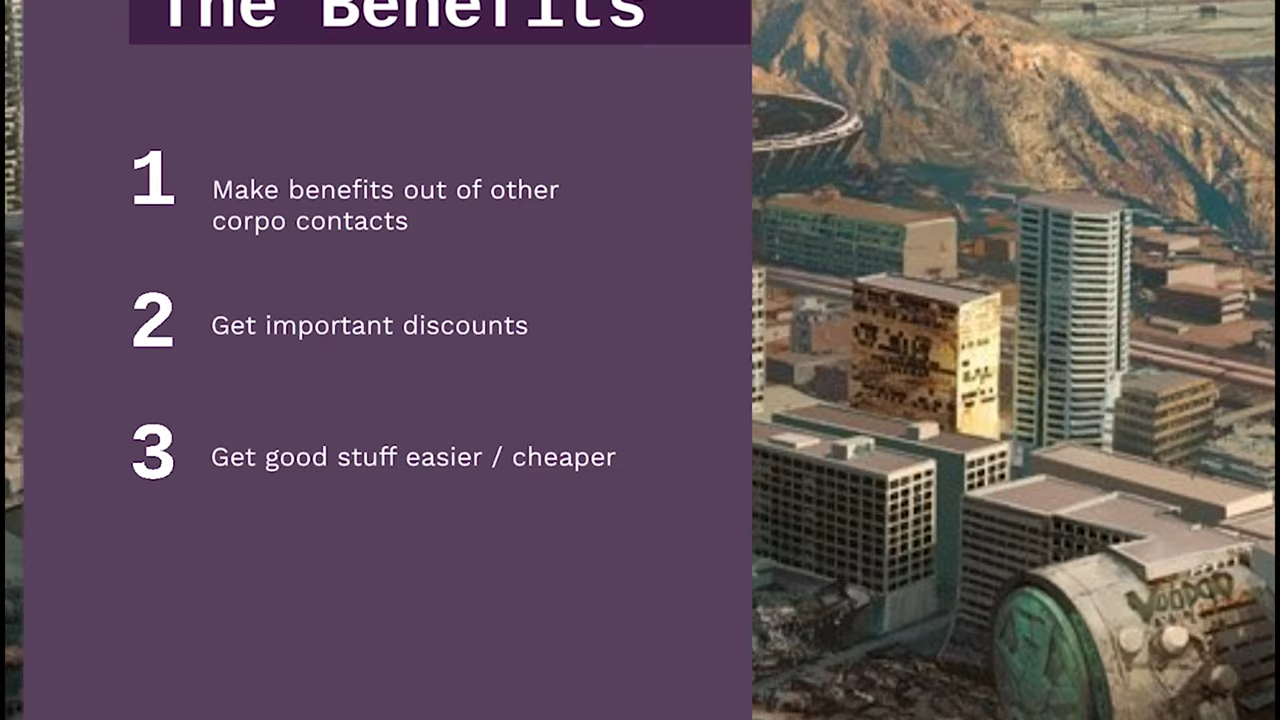 The Benefits
1
Make benefits out of other
corpo contacts
2
Get important discounts
3
Get good stuff easier / cheaper
VOODOO